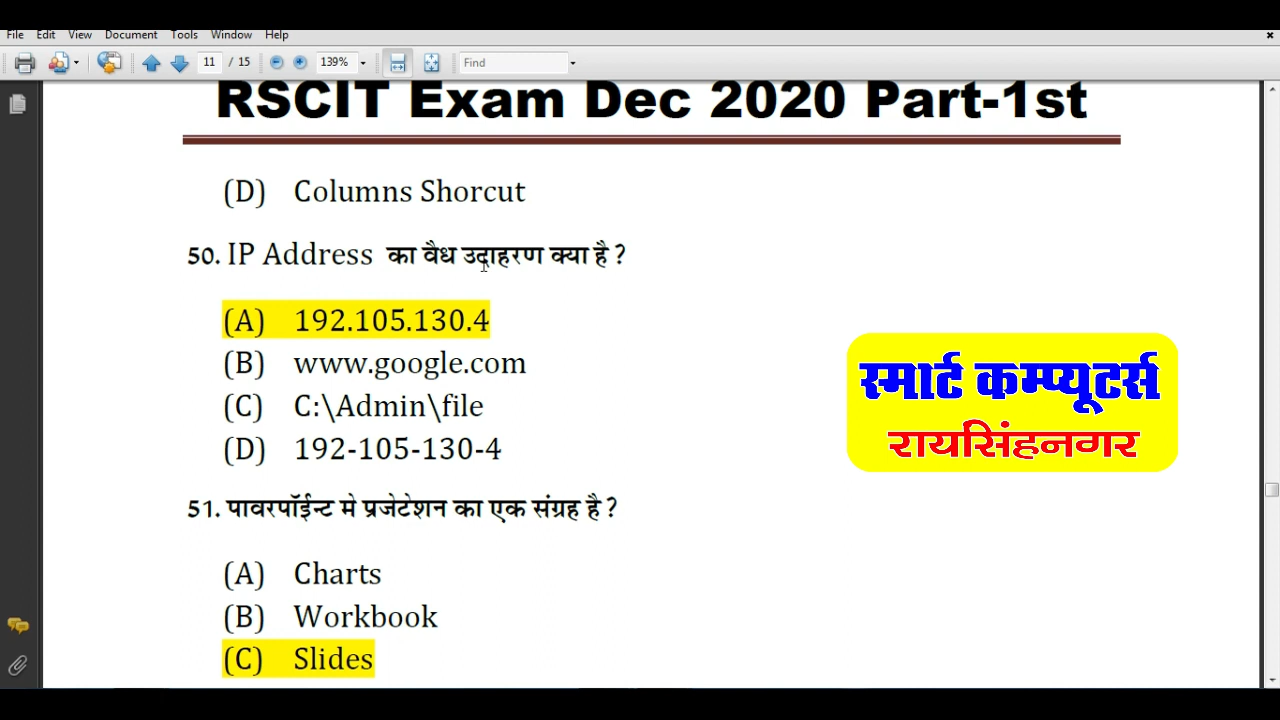 File Edit View Document Tools Window Help
11 / 15 139% Find
RSCIT Exam Dec 2020 Part-1st
(D) Columns Shorcut
50. IP Address का वैध उदाहरण क्या है ?
(A) 192.105.130.4
(B) www.google.com
(C) C:\Admin\file
(D) 192-105-130-4
स्मार्ट कम्प्यूटर्स
रायसिंहनगर
51. पावरपॉईन्ट मे प्रजेटेशन का एक संग्रह है ?
(A) Charts
(B) Workbook
(C) Slides